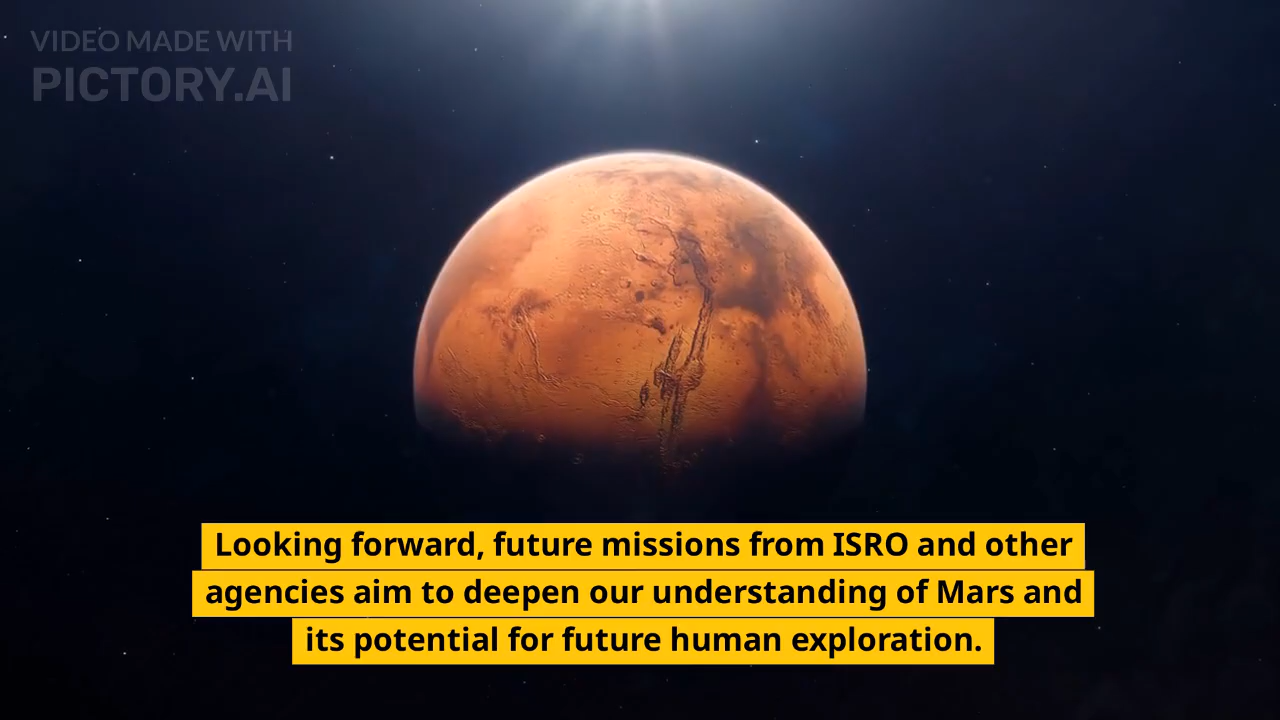 VIDEO MADE WITH
PICTORY.AI
Looking forward, future missions from ISRO and other
agencies aim to deepen our understanding of Mars and
its potential for future human exploration.